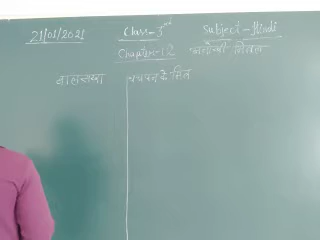 21/01/2021 Class-3rd Subject-Hindi
Chapter-12
बालसखा बचपन के मित्र